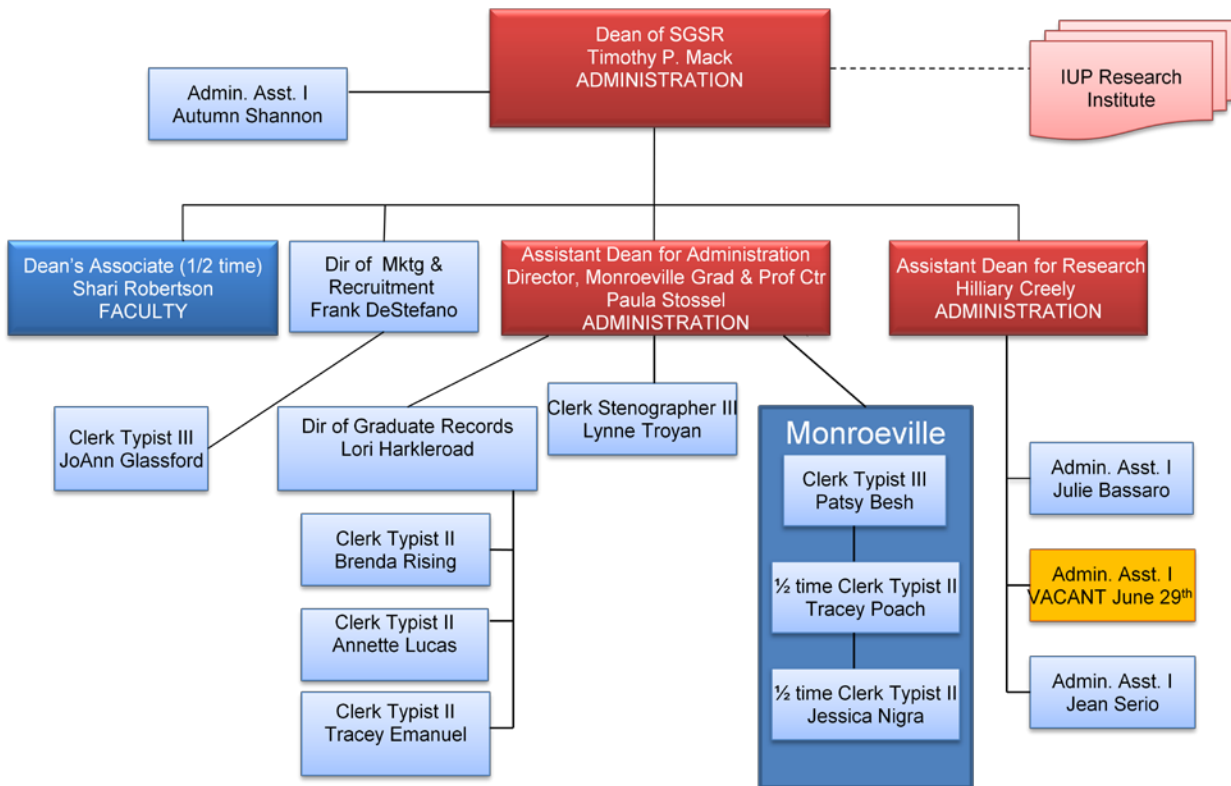 Dean of SGSR
Timothy P. Mack
ADMINISTRATION
IUP Research
Institute
Admin. Asst. I
Autumn Shannon
Dean's Associate (1/2 time)
Shari Robertson
FACULTY
Dir of Mktg &
Recruitment
Frank DeStefano
Assistant Dean for Administration
Director, Monroeville Grad & Prof Ctr
Paula Stossel
ADMINISTRATION
Assistant Dean for Research
Hilliary Creely
ADMINISTRATION
Clerk Typist III
JoAnn Glassford
Dir of Graduate Records
Lori Harkleroad
Clerk Stenographer III
Lynne Troyan
Clerk Typist II
Brenda Rising
Clerk Typist II
Annette Lucas
Clerk Typist II
Tracey Emanuel
Monroeville
Clerk Typist III
Patsy Besh
½ time Clerk Typist II
Tracey Poach
½ time Clerk Typist II
Jessica Nigra
Admin. Asst. I
Julie Bassaro
Admin. Asst. I
VACANT June 29th
Admin. Asst. I
Jean Serio